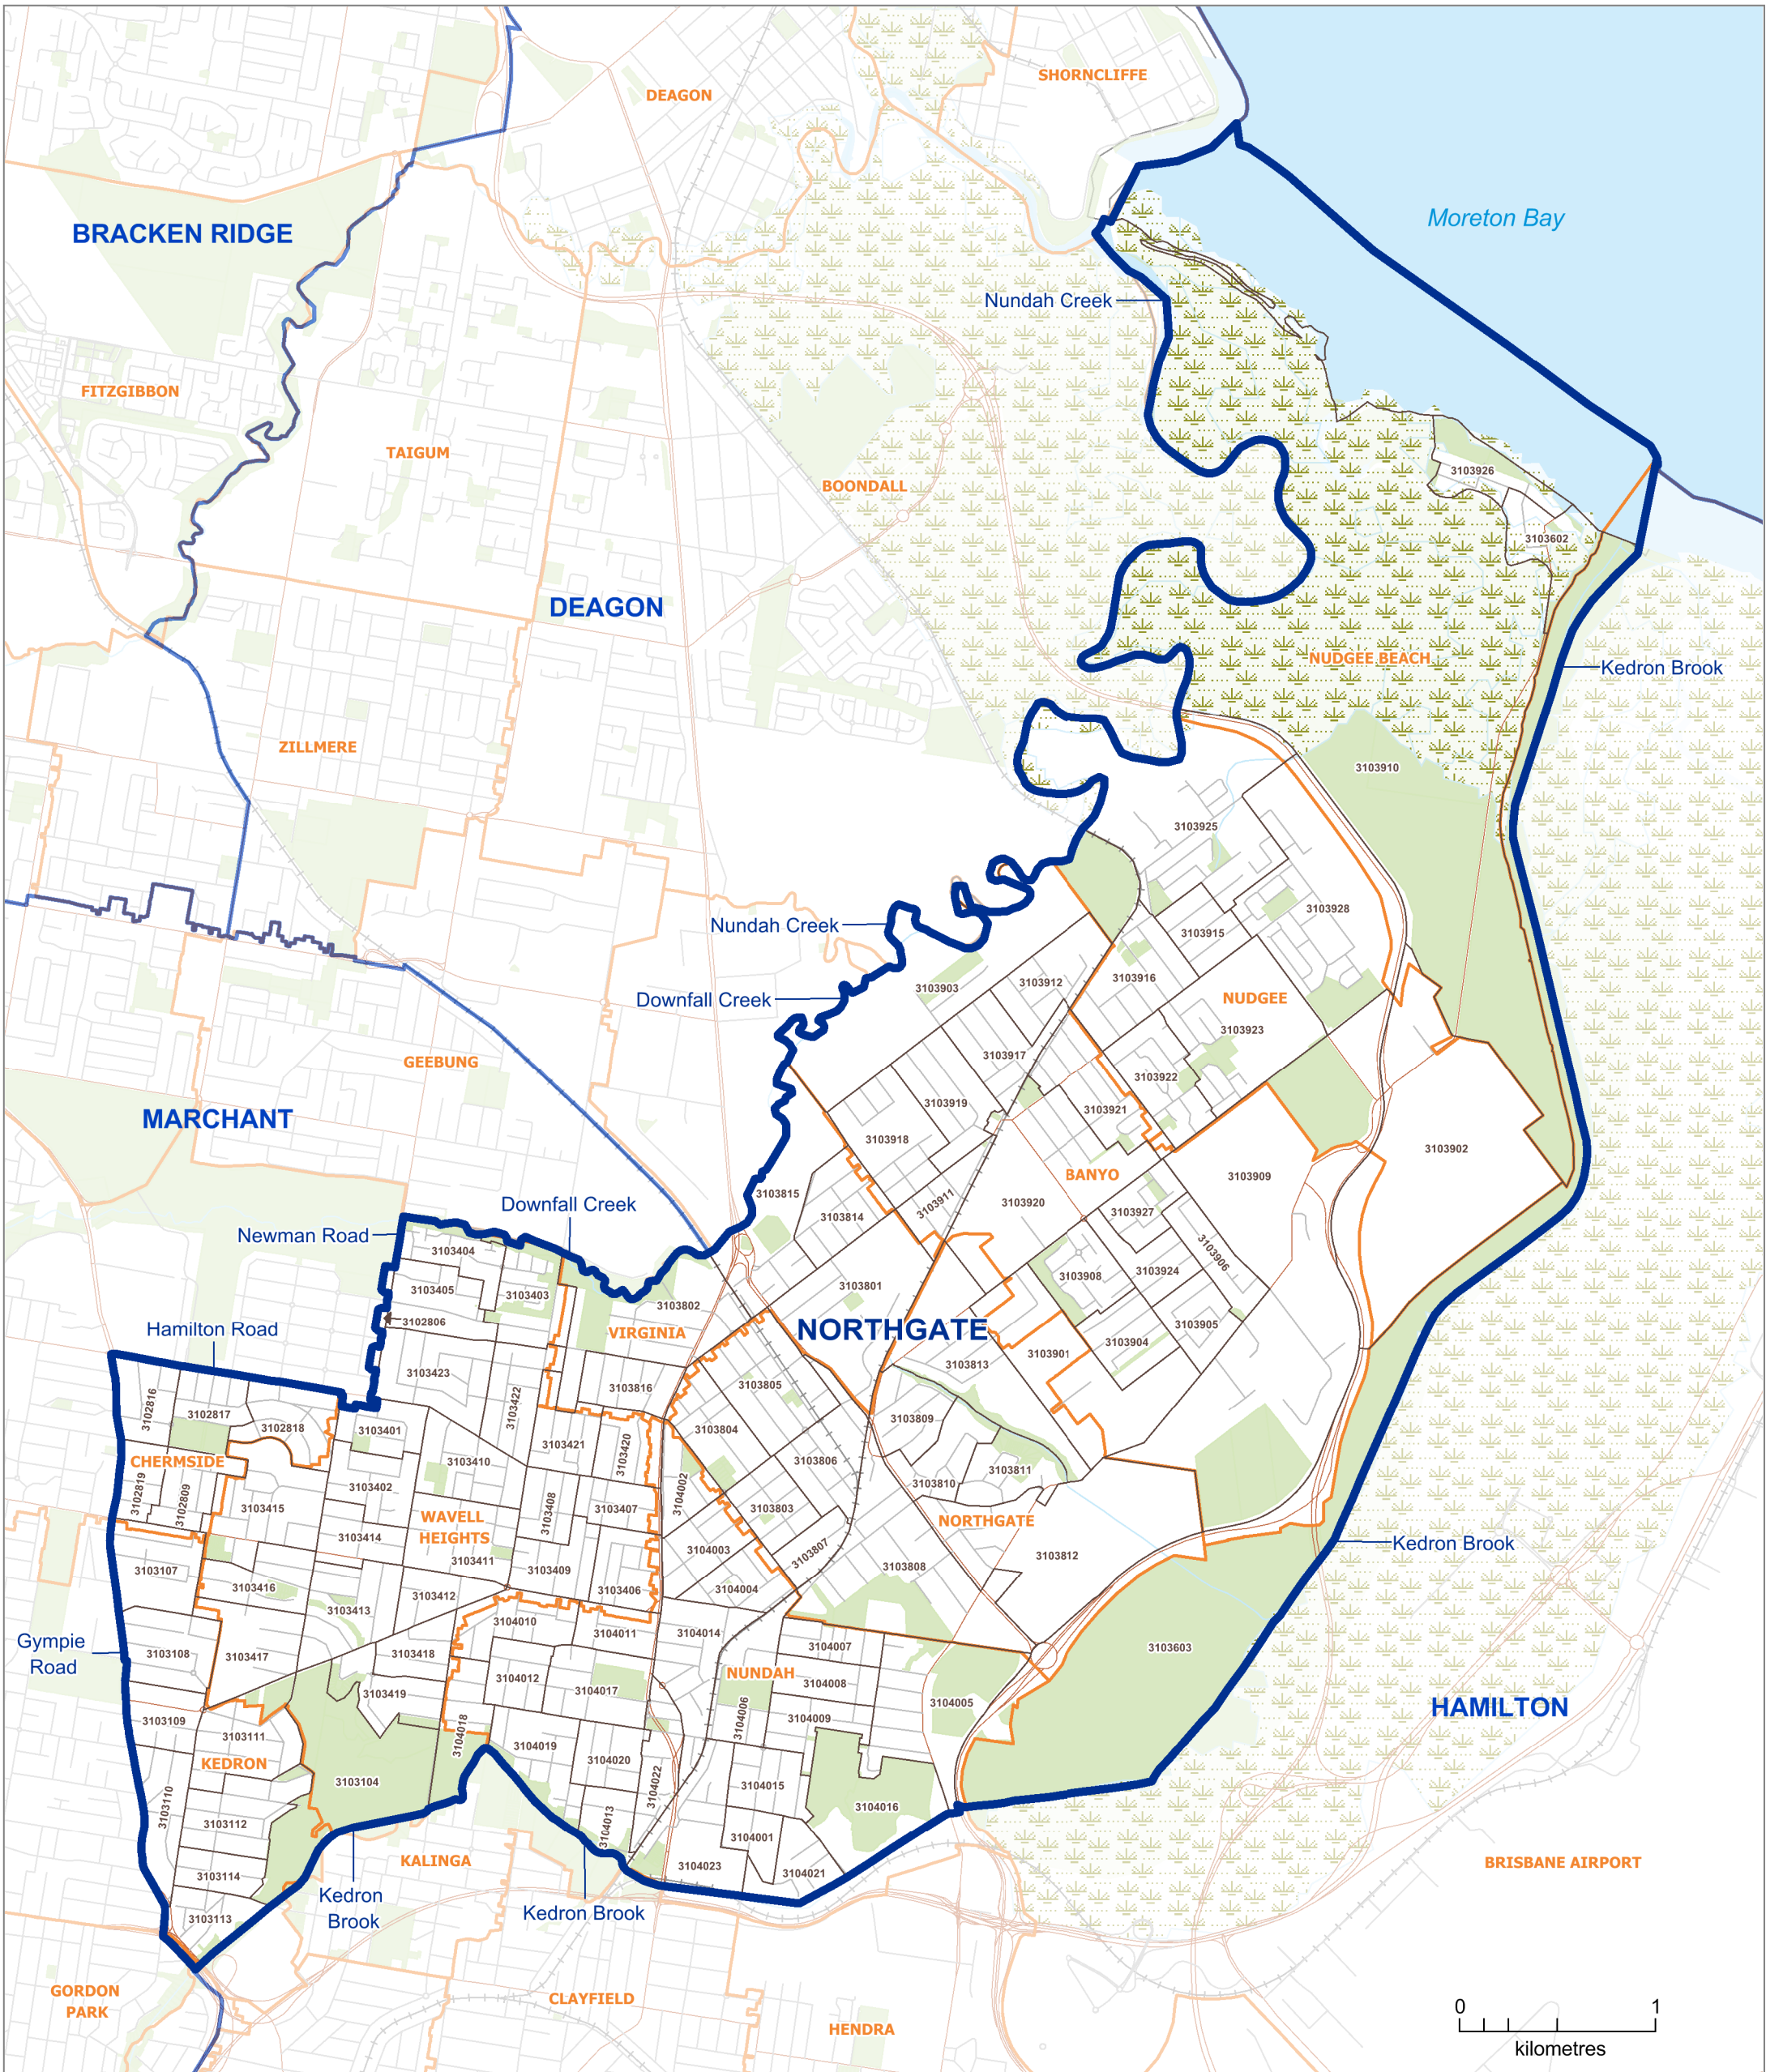 SHORNCLIFFE
DEAGON
Moreton Bay
BRACKEN RIDGE
Nundah Creek
FITZGIBBON
TAIGUM
3103926
BOONDALL
3103602
DEAGON
NUDGEE BEACH
Kedron Brook
ZILLMERE
3103910
3103925
3103928
Nundah Creek
3103915
3103916
3103912
3103903
Downfall Creek
NUDGEE
3103923
3103917
GEEBUNG
3103922
3103919
3103921
MARCHANT
3103918
3103902
BANYO
3103909
3103815
3103911
3103920
Downfall Creek
3103927
3103814
Newman Road
3103906
3103404
3103924
3103908
3103801
3103405
3103403
3103802
3102806
3103905
Hamilton Road
VIRGINIA
NORTHGATE
3103904
3103901
3103813
3103423
3103805
3103816
3102816
3103422
3102817
3103809
3102818
3103401
3103804
3103421
3103420
CHERMSIDE
3103410
3103806
3103811
3103810
3102819
3102809
3103402
3104002
3103415
3103407
3103803
3103408
WAVELL
HEIGHTS
NORTHGATE
3103414
3103411
3104003
3103807
3103812
Kedron Brook
3103107
3103409
3103808
3103416
3103406
3104004
3103412
3103413
3104010
3104011
3104014
Gympie
Road
3104007
3103603
3103108
3103417
3103418
NUNDAH
3104012
3104008
3104017
3103419
3104005
HAMILTON
3104006
3104009
3103109
3103111
3104018
3104019
3104020
KEDRON
3103104
3104022
3104015
3103110
3104016
3103112
3104013
3104001
KALINGA
3104023
3104021
BRISBANE AIRPORT
3103114
Kedron
Brook
Kedron Brook
3103113
GORDON
PARK
CLAYFIELD
HENDRA
0 1
kilometres